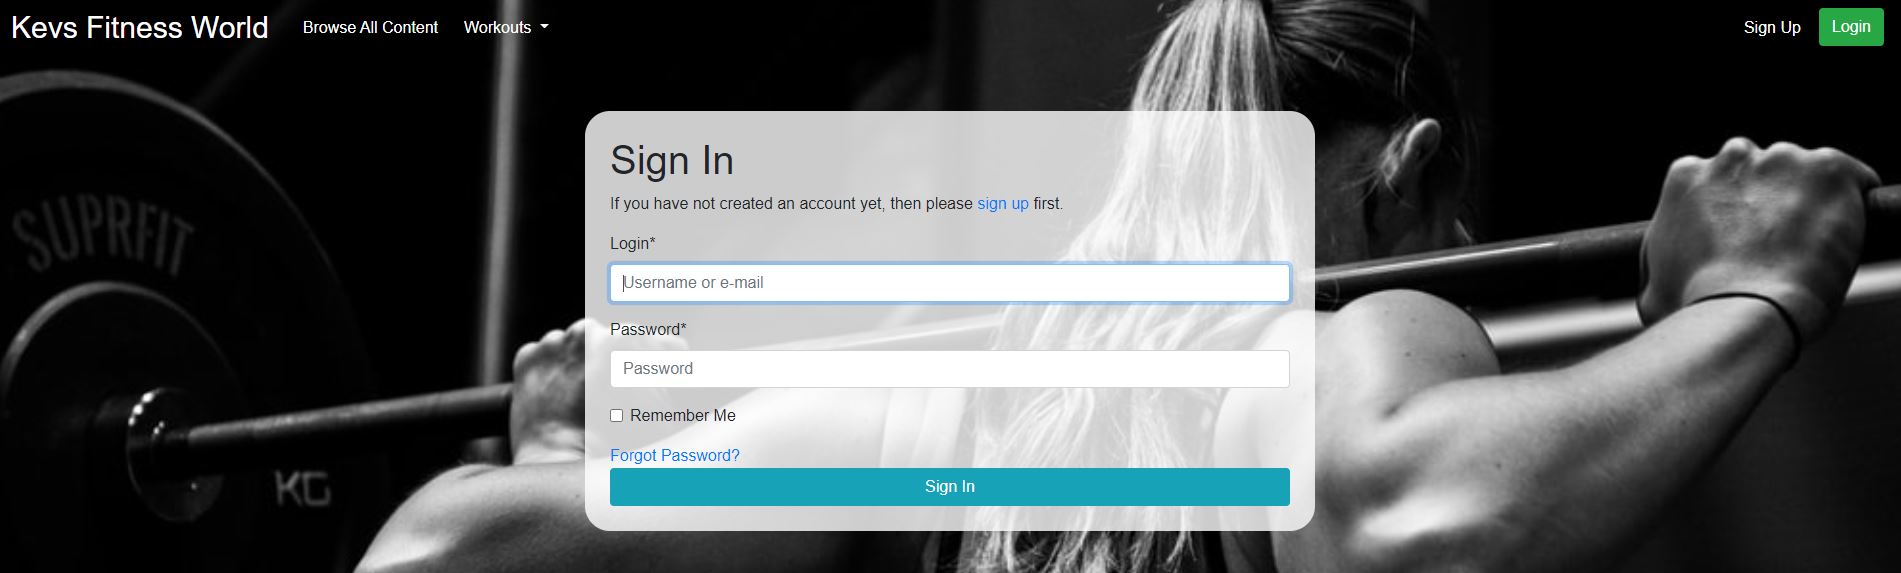 Kevs Fitness World Browse All Content Workouts Sign Up Login
Sign In
If you have not created an account yet, then please sign up first.
Login*
Username or e-mail
Password*
Password
Remember Me
Forgot Password?
Sign In
SUPRFIT
KG